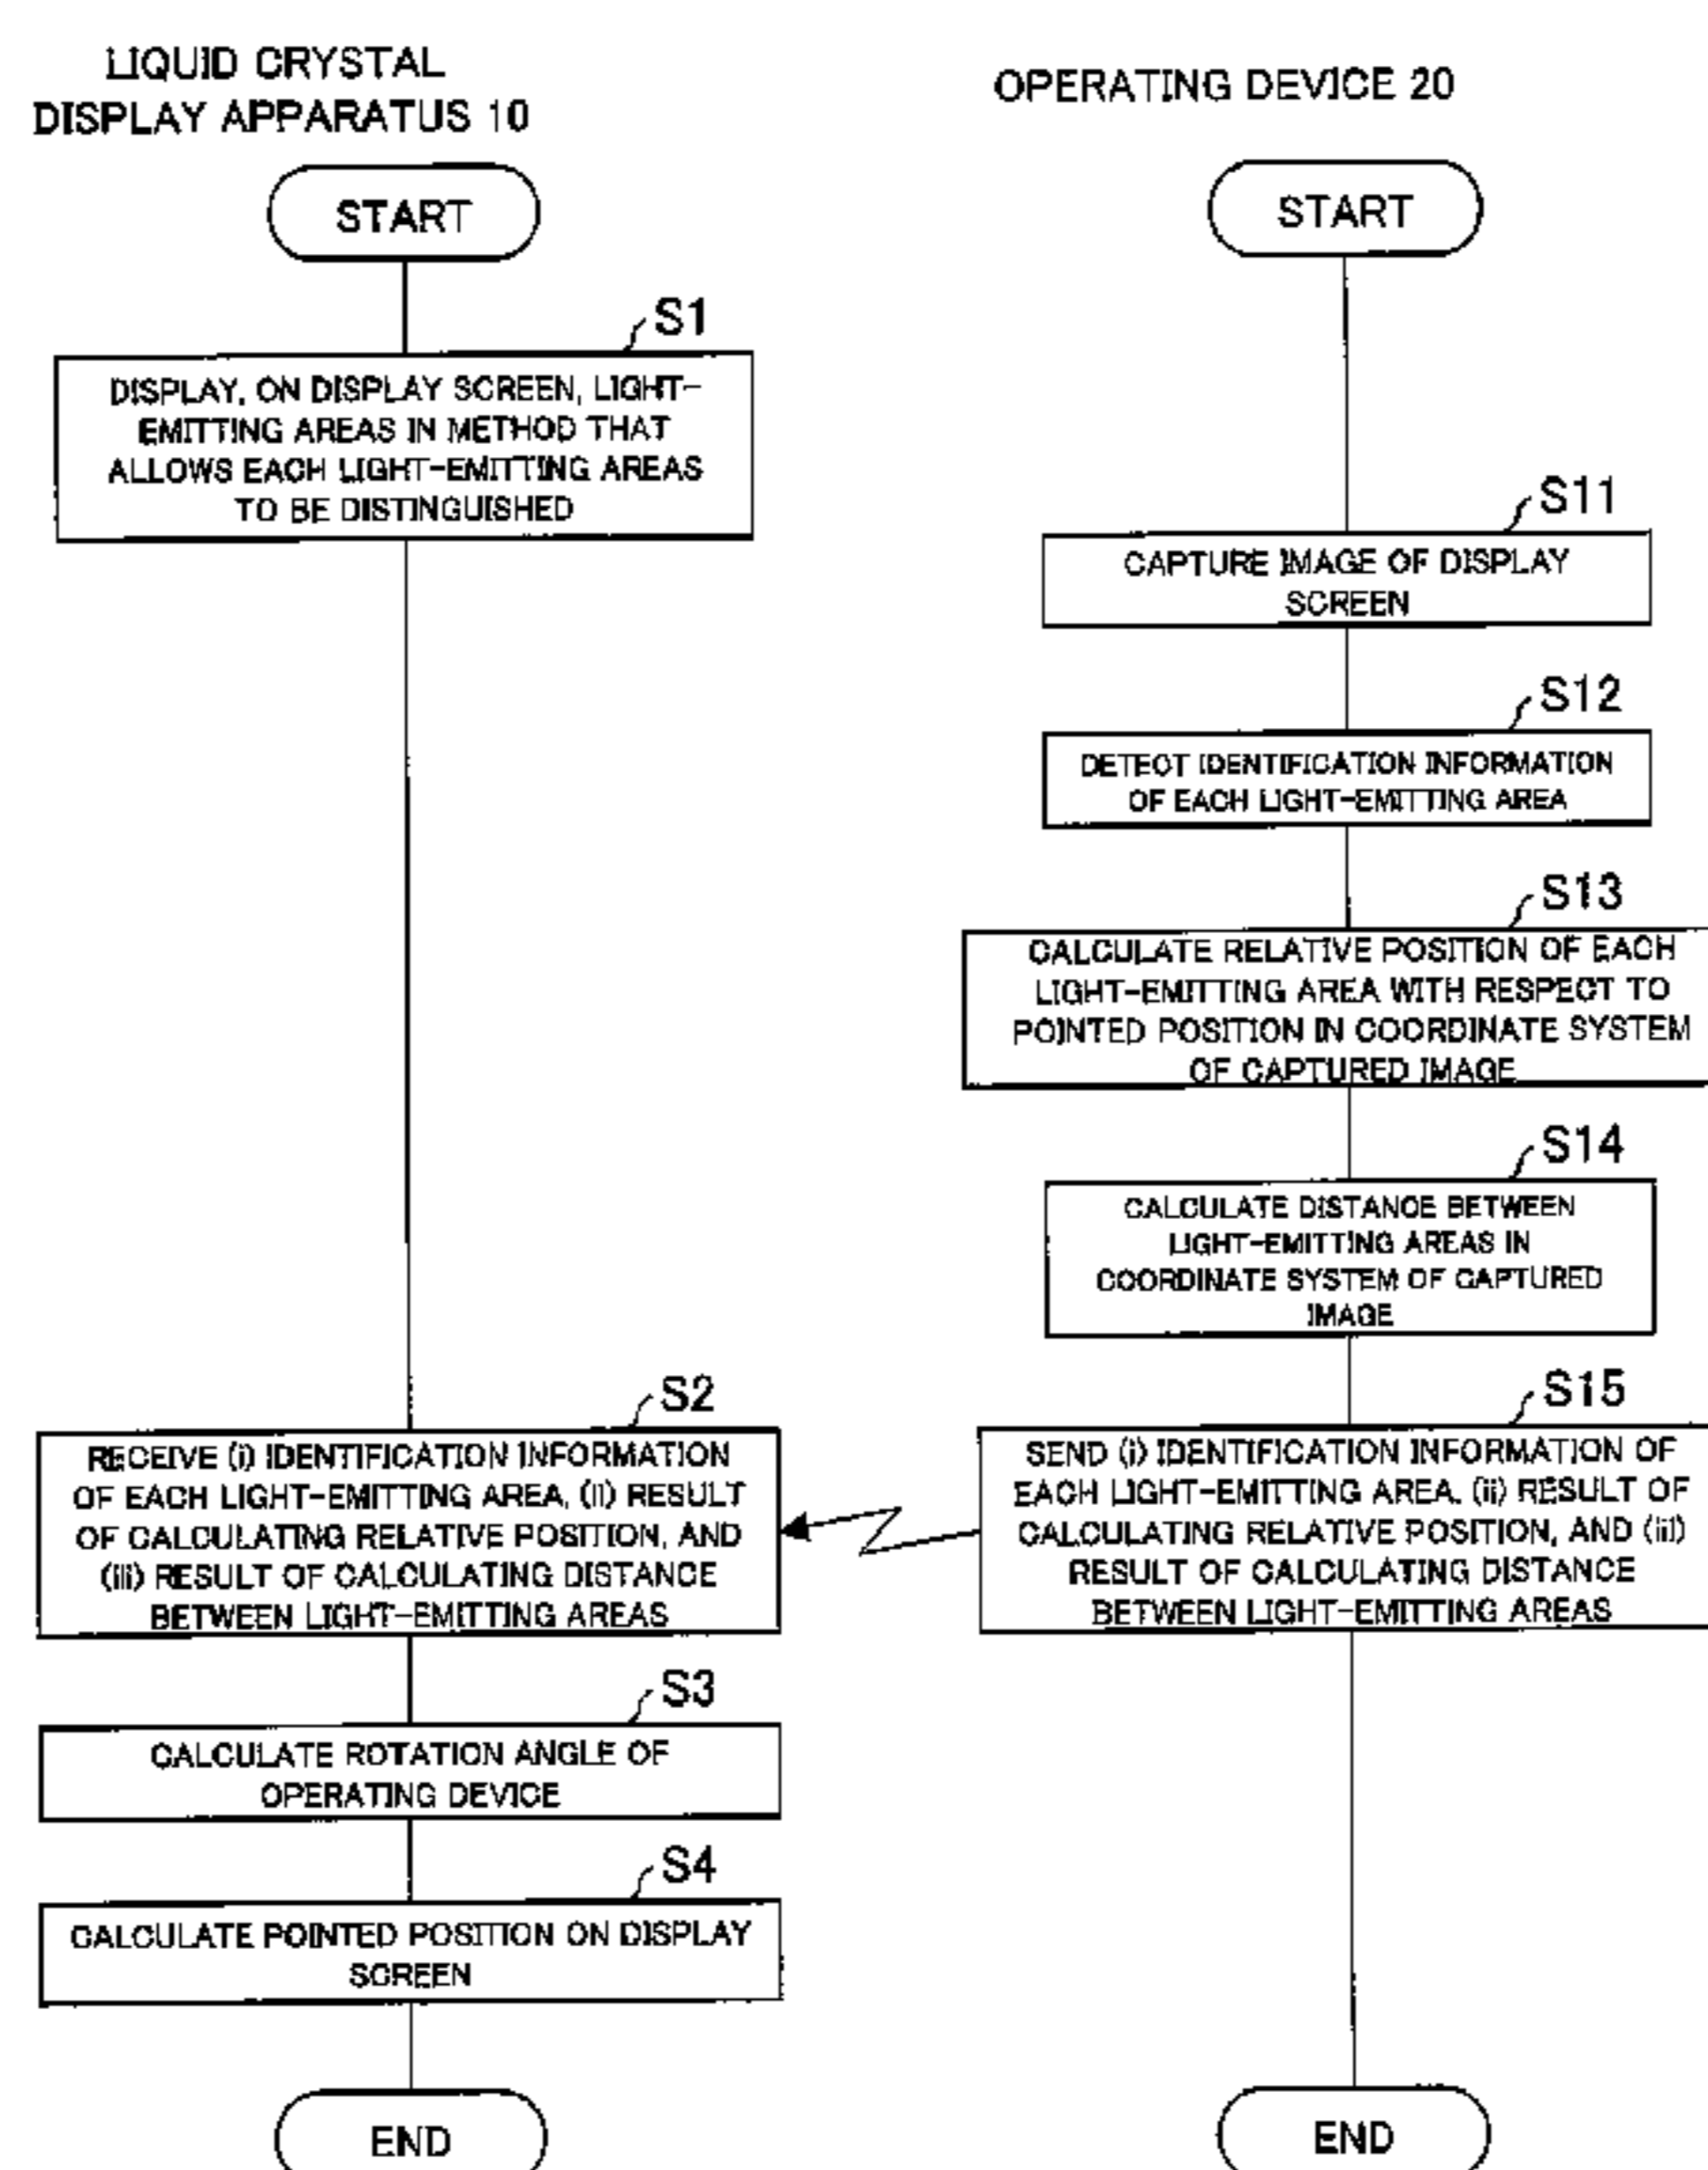 LIQUID CRYSTAL
DISPLAY APPARATUS 10
START
S1
DISPLAY, ON DISPLAY SCREEN, LIGHT-
EMITTING AREAS IN METHOD THAT
ALLOWS EACH LIGHT-EMITTING AREAS
TO BE DISTINGUISHED
S2
RECEIVE (i) IDENTIFICATION INFORMATION
OF EACH LIGHT-EMITTING AREA, (ii) RESULT
OF CALCULATING RELATIVE POSITION, AND
(iii) RESULT OF CALCULATING DISTANCE
BETWEEN LIGHT-EMITTING AREAS
S3
CALCULATE ROTATION ANGLE OF
OPERATING DEVICE
S4
CALCULATE POINTED POSITION ON DISPLAY
SCREEN
END
OPERATING DEVICE 20
START
S11
CAPTURE IMAGE OF DISPLAY
SCREEN
S12
DETECT IDENTIFICATION INFORMATION
OF EACH LIGHT-EMITTING AREA
S13
CALCULATE RELATIVE POSITION OF EACH
LIGHT-EMITTING AREA WITH RESPECT TO
POINTED POSITION IN COORDINATE SYSTEM
OF CAPTURED IMAGE
S14
CALCULATE DISTANCE BETWEEN
LIGHT-EMITTING AREAS IN
COORDINATE SYSTEM OF CAPTURED
IMAGE
S15
SEND (i) IDENTIFICATION INFORMATION OF
EACH LIGHT-EMITTING AREA, (ii) RESULT OF
CALCULATING RELATIVE POSITION, AND (iii)
RESULT OF CALCULATING DISTANCE
BETWEEN LIGHT-EMITTING AREAS
END